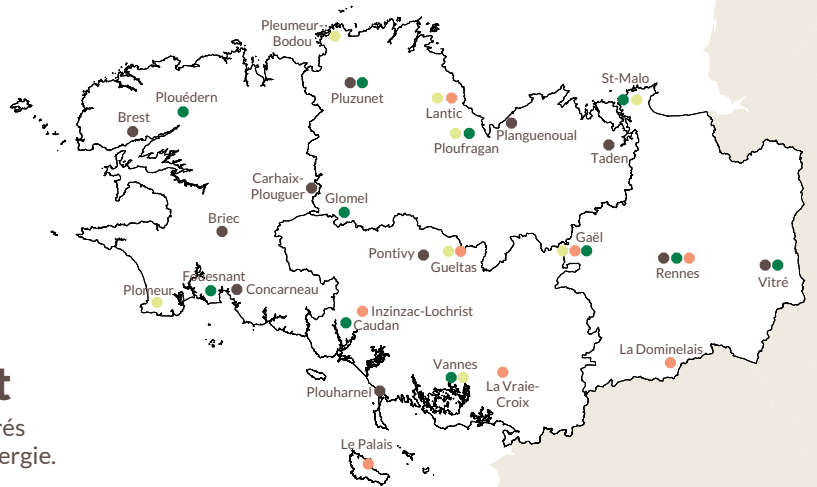 Pleumeur-
Bodou
St-Malo
Plouédern
Pluzunet
Brest
Lantic
Planguenoual
Ploufragan
Taden
Carhaix-
Plouguer
Glomel
Briec
Gaël
Pontivy
Gueltas
Rennes
Vitré
Fouesnant
Concarneau
Plomeur
Inzinzac-Lochrist
Caudan
La Dominelais
Vannes
La Vraie-
Croix
Plouharnel
t
rés
ergie.
Le Palais